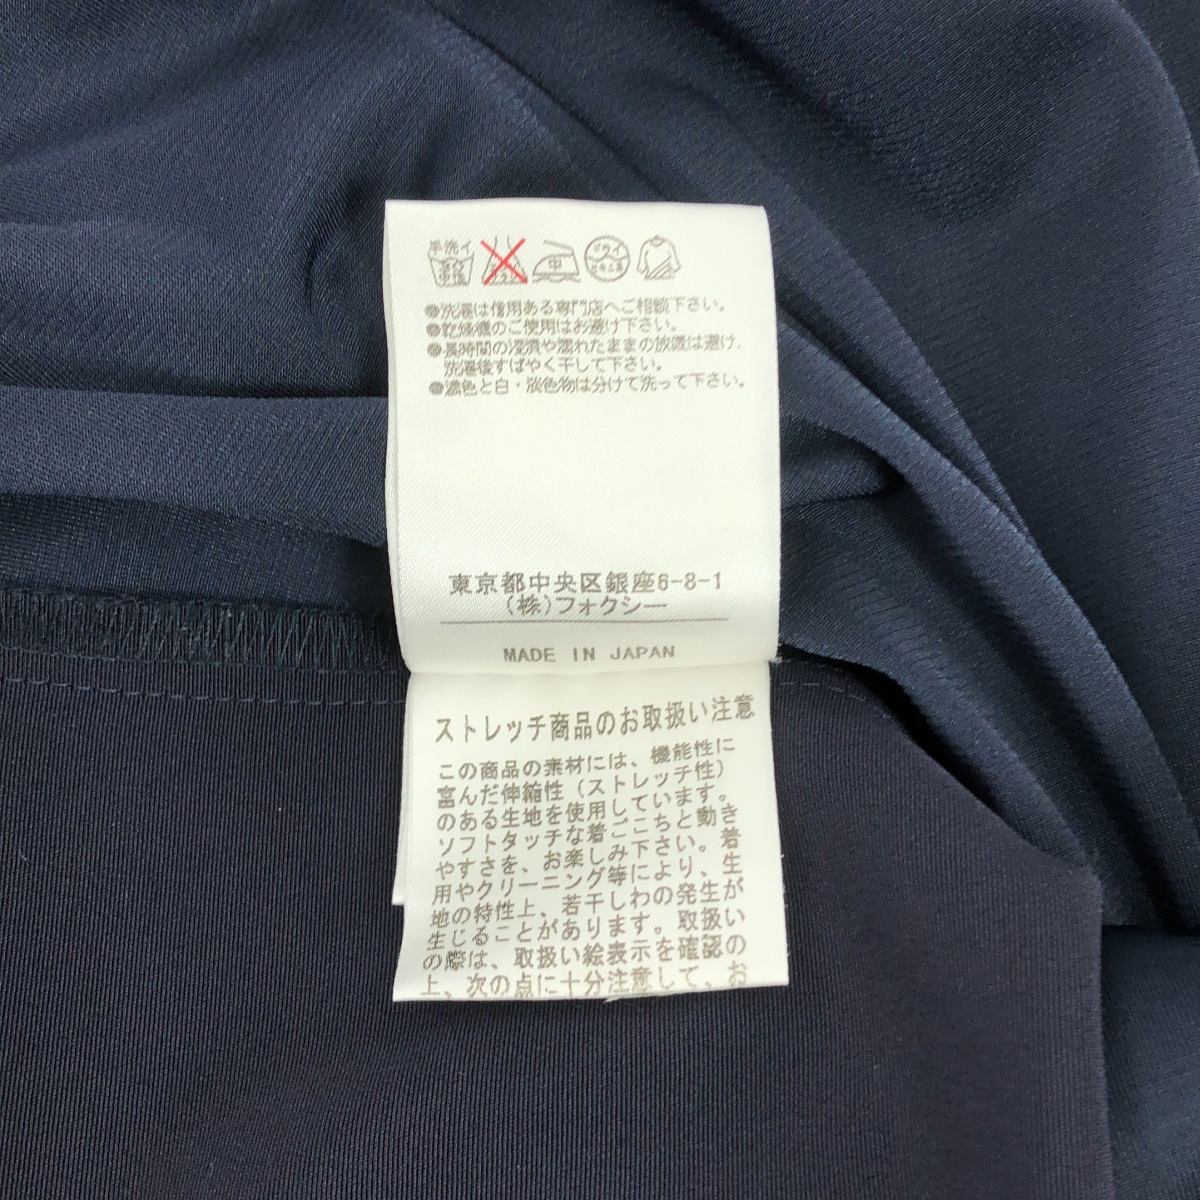 手洗イ
中
ドライ
●洗濯は信用ある専門店へご相談下さい。
●乾燥機のご使用はお避け下さい。
●長時間の浸漬や濡れたままの放置は避け、
洗濯後すばやく干して下さい。
●濃色と白・淡色物は分けて洗って下さい。
東京都中央区銀座6-8-1
(株)フォクシー
MADE IN JAPAN
ストレッチ商品のお取扱い注意
この商品の素材には、機能性に
富んだ伸縮性(ストレッチ性)
のある生地を使用しています。
ソフトタッチな着ごこちと動き
やすさを、お楽しみ下さい。着
用やクリーニング等により、生
地の特性上、若干しわの発生が
生じることがあります。取扱い
の際は、取扱い絵表示を確認の
上、次の点に十分注意して、お